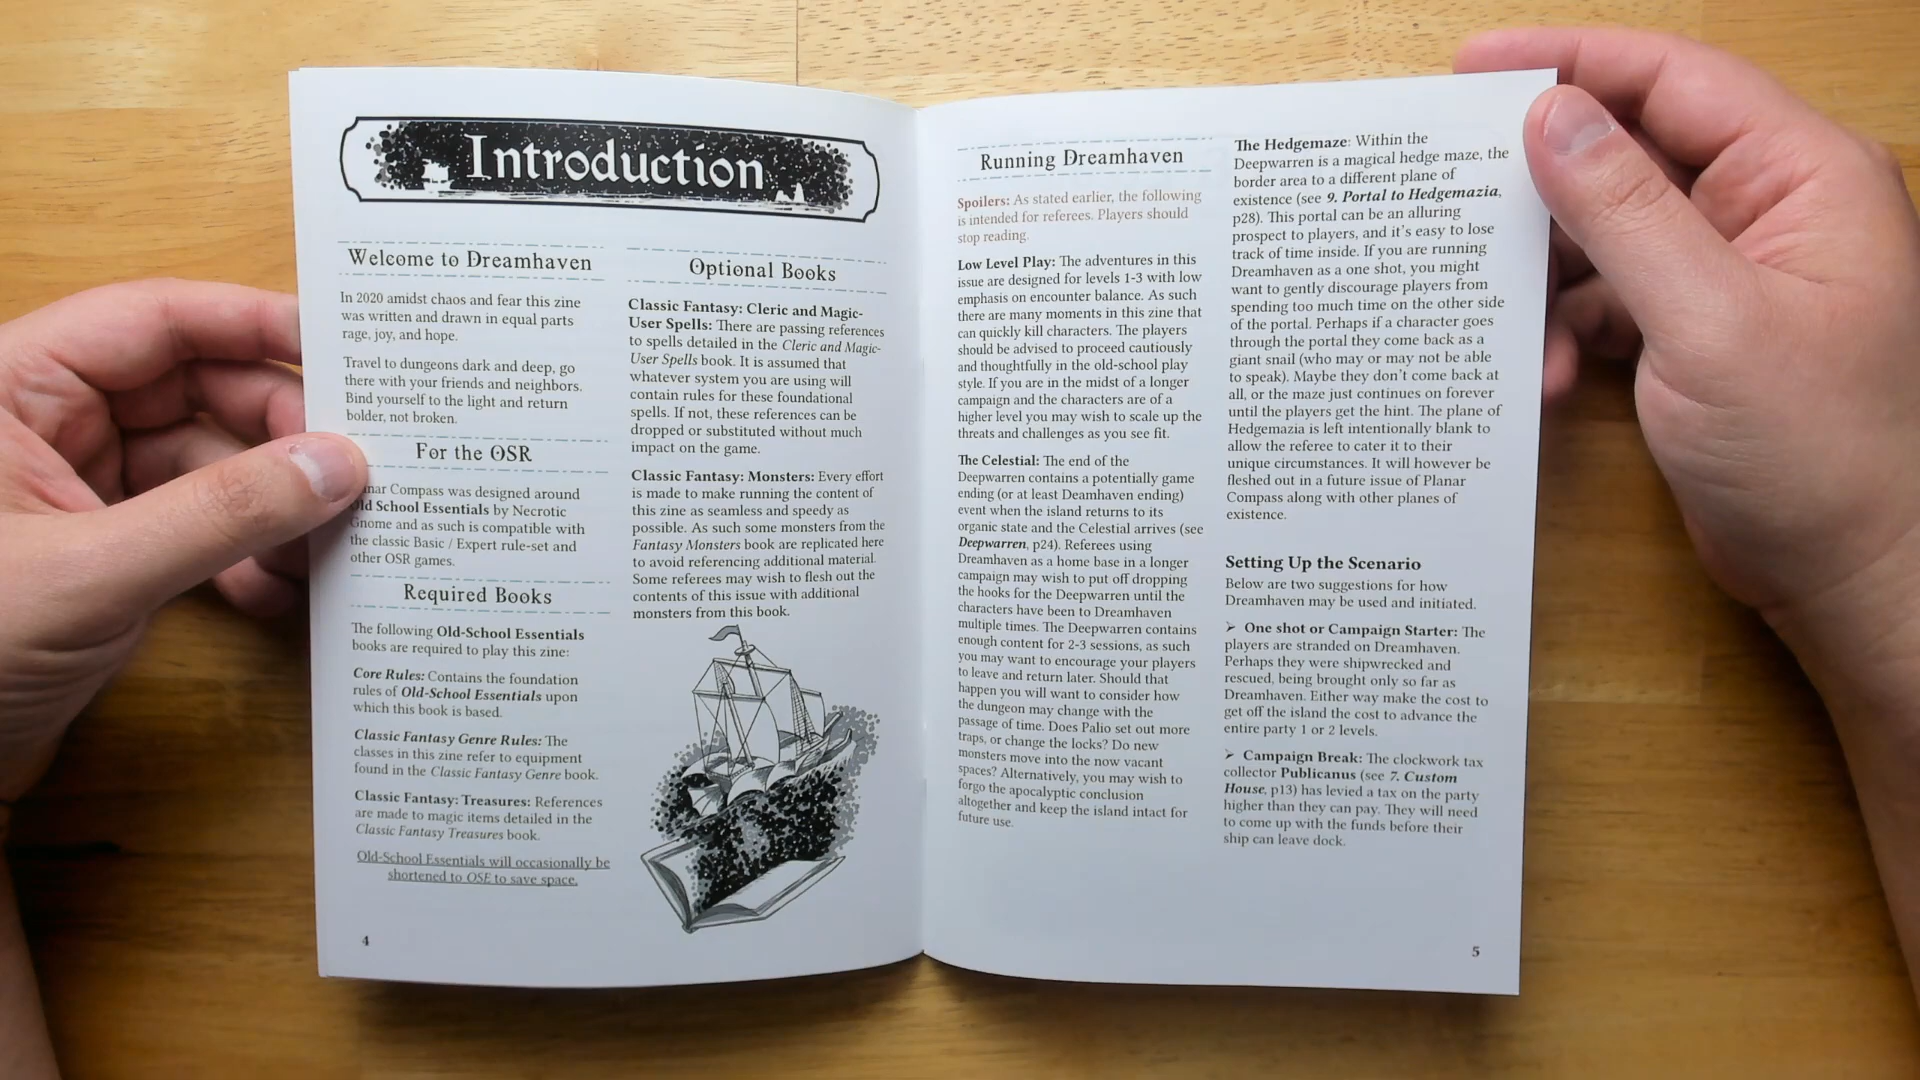 Introduction
Welcome to Dreamhaven
In 2020 amidst chaos and fear this zine
was written and drawn in equal parts
rage, joy, and hope.
Travel to dungeons dark and deep, go
there with your friends and neighbors.
Bind yourself to the light and return
bolder, not broken.
For the OSR
nar Compass was designed around
Old School Essentials by Necrotic
Gnome and as such is compatible with
the classic Basic / Expert rule-set and
other OSR games.
Required Books
The following Old-School Essentials
books are required to play this zine:
Core Rules: Contains the foundation
rules of Old-School Essentials upon
which this book is based.
Classic Fantasy Genre Rules: The
classes in this zine refer to equipment
found in the Classic Fantasy Genre book.
Classic Fantasy: Treasures: References
are made to magic items detailed in the
Classic Fantasy Treasures book.
Old-School Essentials will occasionally be
shortened to OSE to save space.
4
Optional Books
Classic Fantasy: Cleric and Magic-
User Spells: There are passing references
to spells detailed in the Cleric and Magic-
User Spells book. It is assumed that
whatever system you are using will
contain rules for these foundational
spells. If not, these references can be
dropped or substituted without much
impact on the game.
Classic Fantasy: Monsters: Every effort
is made to make running the content of
this zine as seamless and speedy as
possible. As such some monsters from the
Fantasy Monsters book are replicated here
to avoid referencing additional material.
Some referees may wish to flesh out the
contents of this issue with additional
monsters from this book.
Running Dreamhaven
Spoilers: As stated earlier, the following
is intended for referees. Players should
stop reading.
Low Level Play: The adventures in this
issue are designed for levels 1-3 with low
emphasis on encounter balance. As such
there are many moments in this zine that
can quickly kill characters. The players
should be advised to proceed cautiously
and thoughtfully in the old-school play
style. If you are in the midst of a longer
campaign and the characters are of a
higher level you may wish to scale up the
threats and challenges as you see fit.
The Celestial: The end of the
Deepwarren contains a potentially game
ending (or at least Deamhaven ending)
event when the island returns to its
organic state and the Celestial arrives (see
Deepwarren, p24). Referees using
Dreamhaven as a home base in a longer
campaign may wish to put off dropping
the hooks for the Deepwarren until the
characters have been to Dreamhaven
multiple times. The Deepwarren contains
enough content for 2-3 sessions, as such
you may want to encourage your players
to leave and return later. Should that
happen you will want to consider how
the dungeon may change with the
passage of time. Does Palio set out more
traps, or change the locks? Do new
monsters move into the now vacant
spaces? Alternatively, you may wish to
forgo the apocalyptic conclusion
altogether and keep the island intact for
future use.
The Hedgemaze: Within the
Deepwarren is a magical hedge maze, the
border area to a different plane of
existence (see 9. Portal to Hedgemazia,
p28). This portal can be an alluring
prospect to players, and it's easy to lose
track of time inside. If you are running
Dreamhaven as a one shot, you might
want to gently discourage players from
spending too much time on the other side
of the portal. Perhaps if a character goes
through the portal they come back as a
giant snail (who may or may not be able
to speak). Maybe they don't come back at
all, or the maze just continues on forever
until the players get the hint. The plane of
Hedgemazia is left intentionally blank to
allow the referee to cater it to their
unique circumstances. It will however be
fleshed out in a future issue of Planar
Compass along with other planes of
existence.
Setting Up the Scenario
Below are two suggestions for how
Dreamhaven may be used and initiated.
➤ One shot or Campaign Starter: The
players are stranded on Dreamhaven.
Perhaps they were shipwrecked and
rescued, being brought only so far as
Dreamhaven. Either way make the cost to
get off the island the cost to advance the
entire party 1 or 2 levels.
➤ Campaign Break: The clockwork tax
collector Publicanus (see 7. Custom
House, p13) has levied a tax on the party
higher than they can pay. They will need
to come up with the funds before their
ship can leave dock.
5